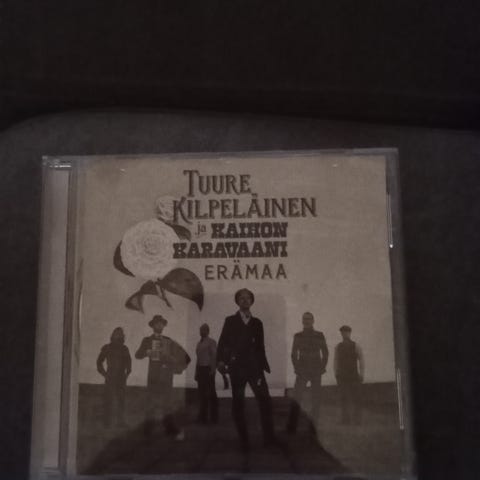 TUURE
KILPELÄINEN
ja KAIHON
KARAVAANI
ERÄMAA